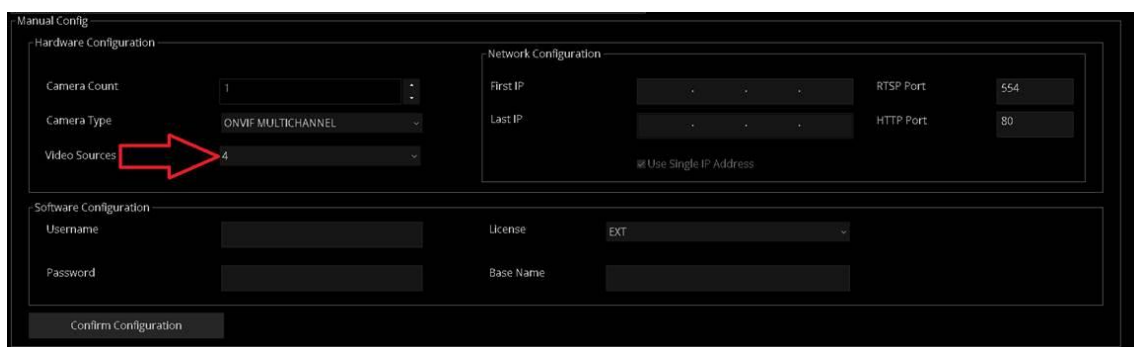 Manual Config
Hardware Configuration
Camera Count
1
Camera Type
ONVIF MULTICHANNEL
Video Sources
4
Network Configuration
First IP
. . .
RTSP Port
554
Last IP
. . .
HTTP Port
80
Use Single IP Address
Software Configuration
Username
License
EXT
Password
Base Name
Confirm Configuration